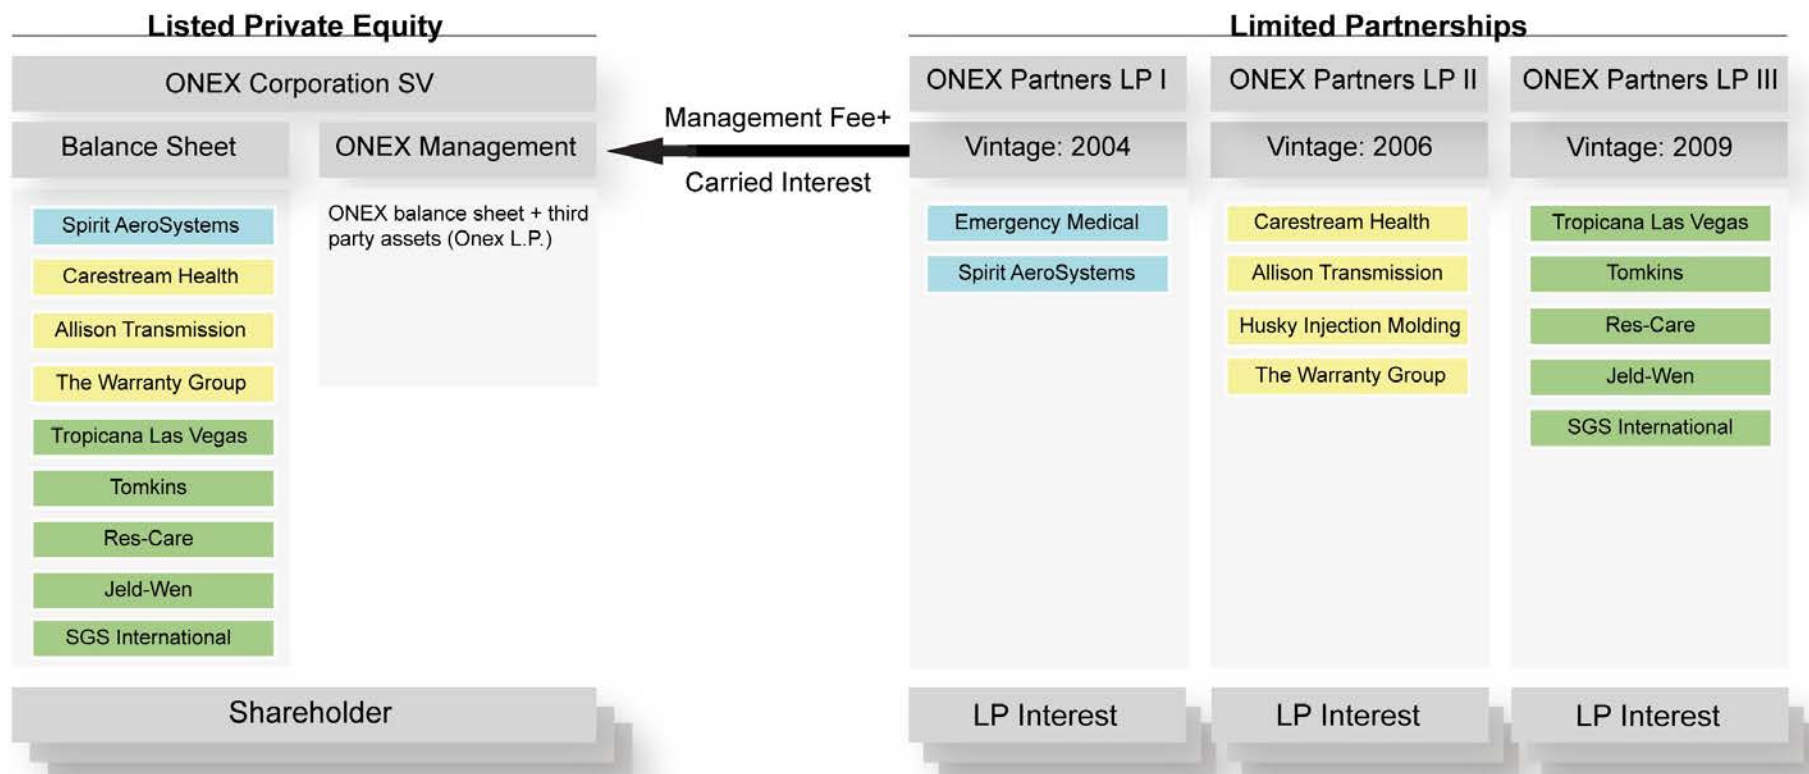 Listed Private Equity
ONEX Corporation SV
Balance Sheet
Spirit AeroSystems
Carestream Health
Allison Transmission
The Warranty Group
Tropicana Las Vegas
Tomkins
Res-Care
Jeld-Wen
SGS International
ONEX Management
ONEX balance sheet + third
party assets (Onex L.P.)
Shareholder
Management Fee+
Carried Interest
Limited Partnerships
ONEX Partners LP I
Vintage: 2004
Emergency Medical
Spirit AeroSystems
LP Interest
ONEX Partners LP II
Vintage: 2006
Carestream Health
Allison Transmission
Husky Injection Molding
The Warranty Group
LP Interest
ONEX Partners LP III
Vintage: 2009
Tropicana Las Vegas
Tomkins
Res-Care
Jeld-Wen
SGS International
LP Interest